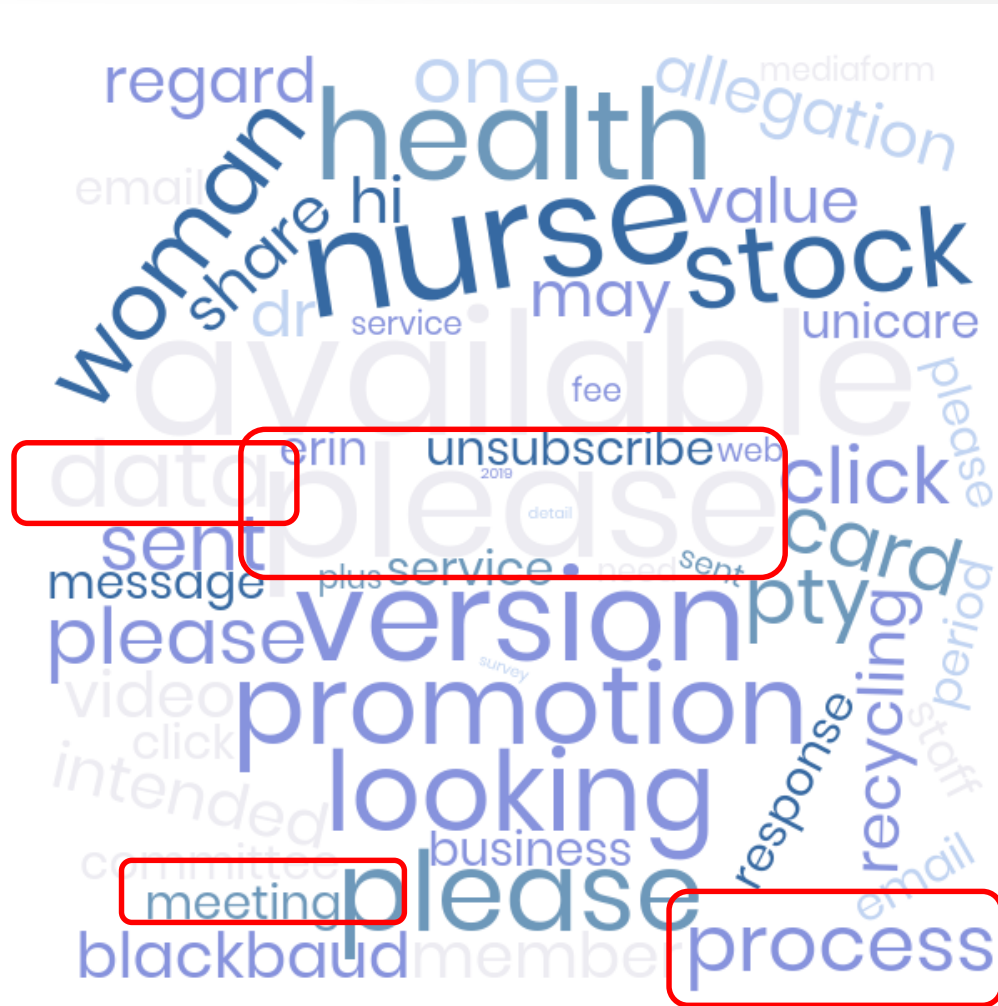 regard
one
allegation
mediaform
health
woman
email
share
hi
nurse
value
stock
dr
service
may
unicare
available
fee
please
erin
unsubscribe
web
data
please
2019
detail
click
sent
card
message
plus
service
need
sent
pty
period
please
version
recycling
survey
video
promotion
click
staff
intended
looking
response
committee
business
email
meeting
please
blackbaud
member
process